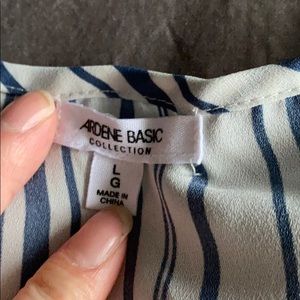 ARDENE BASIC
COLLECTION
L
G
MADE IN
CHINA